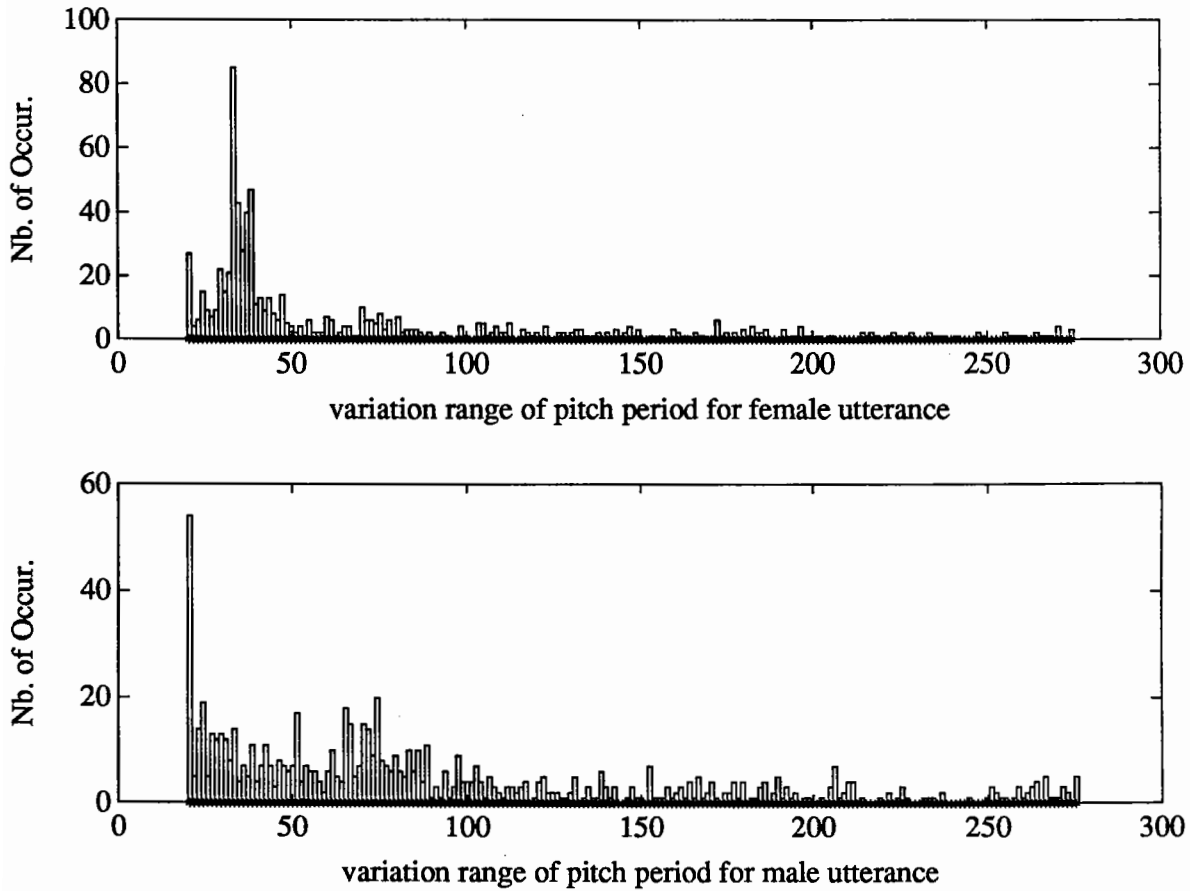 100
80
60
40
20
0
Nb. of Occur.
0 50 100 150 200 250 300
variation range of pitch period for female utterance
60
40
20
0
Nb. of Occur.
0 50 100 150 200 250 300
variation range of pitch period for male utterance